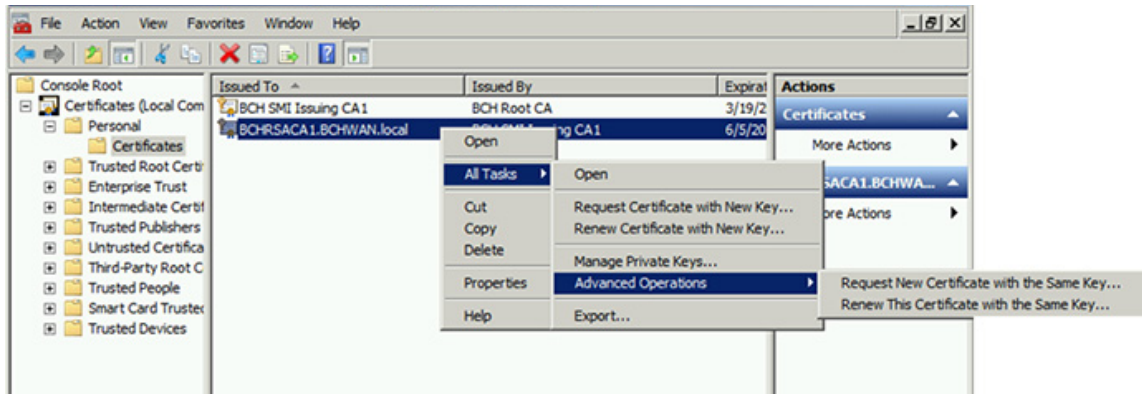 File Action View Favorites Window Help
Console Root
Certificates (Local Com
Personal
Certificates
Trusted Root Certi
Enterprise Trust
Intermediate Certif
Trusted Publishers
Untrusted Certifica
Third-Party Root C
Trusted People
Smart Card Trusted
Trusted Devices
Issued To Issued By Expirat
BCH SMI Issuing CA1 BCH Root CA 3/19/2
BCHRSACA1.BCHWAN.local ing CA1 6/5/20
Open
All Tasks
Cut
Copy
Delete
Properties
Help
Open
Request Certificate with New Key...
Renew Certificate with New Key...
Manage Private Keys...
Advanced Operations
Export...
Request New Certificate with the Same Key...
Renew This Certificate with the Same Key...
Actions
Certificates
More Actions
SACA1.BCHWA...
ore Actions